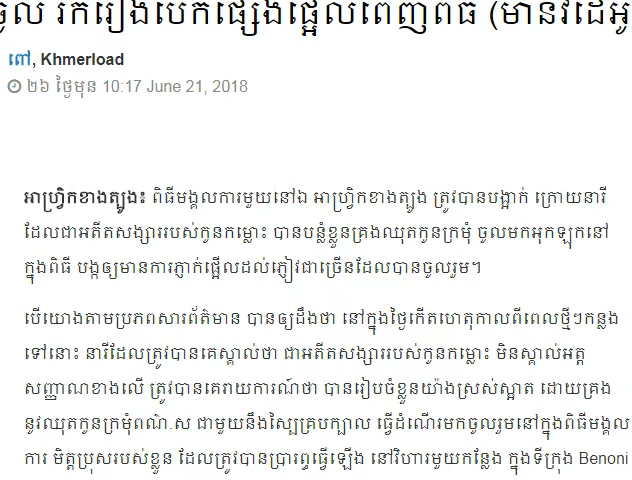 ចូល រករឿងបែកផ្សេងផ្អើលពេញពិធី (មានវីដេអូ
ពៅ, Khmerload
២៦ ថ្ងៃមុន 10:17 June 21, 2018
អាហ្វ្រិកខាងត្បូង៖ ពិធីមង្គលការមួយនៅឯ អាហ្វ្រិកខាងត្បូង ត្រូវបានបង្អាក់ ក្រោយនារី
ដែលជាអតីតសង្សាររបស់កូនកម្លោះ បានបន្លំខ្លួនគ្រងឈុតកូនក្រមុំ ចូលមកអុកឡុកនៅ
ក្នុងពិធី បង្កឲ្យមានការភ្ញាក់ផ្អើលដល់ភ្ញៀវជាច្រើនដែលបានចូលរួម។
បើយោងតាមប្រភពសារព័ត៌មាន បានឲ្យដឹងថា នៅក្នុងថ្ងៃកើតហេតុកាលពីពេលថ្មីៗកន្លង
ទៅនោះ នារីដែលត្រូវបានគេស្គាល់ថា ជាអតីតសង្សាររបស់កូនកម្លោះ មិនស្គាល់អត្ត
សញ្ញាណខាងលើ ត្រូវបានគេរាយការណ៍ថា បានរៀបចំខ្លួនយ៉ាងស្រស់ស្អាត ដោយគ្រង
នូវឈុតកូនក្រមុំពណ៌.ស ជាមួយនឹងស្បៃគ្របក្បាល ធ្វើដំណើរមកចូលរួមនៅក្នុងពិធីមង្គល
ការ មិត្តប្រុសរបស់ខ្លួន ដែលត្រូវបានប្រារព្ធធ្វើឡើង នៅវិហារមួយកន្លែង ក្នុងទីក្រុង Benoni